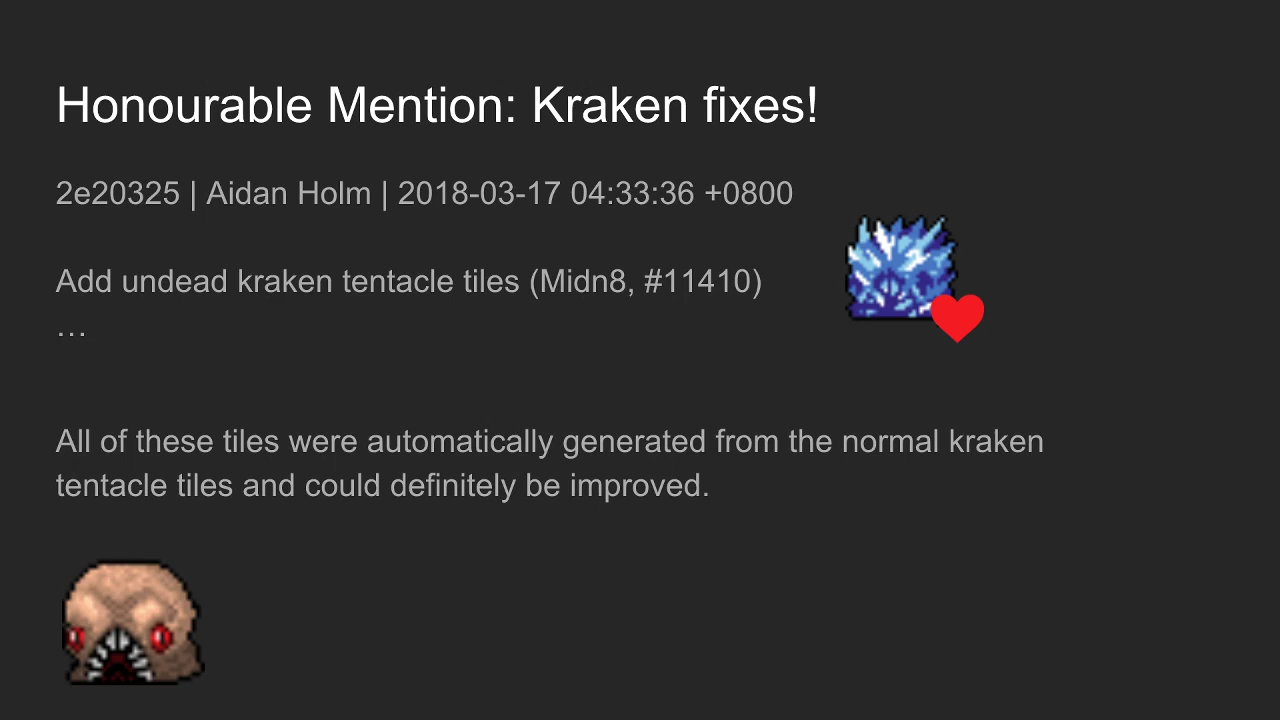 Honourable Mention: Kraken fixes!
2e20325 | Aidan Holm | 2018-03-17 04:33:36 +0800
Add undead kraken tentacle tiles (Midn8, #11410)
…
All of these tiles were automatically generated from the normal kraken
tentacle tiles and could definitely be improved.